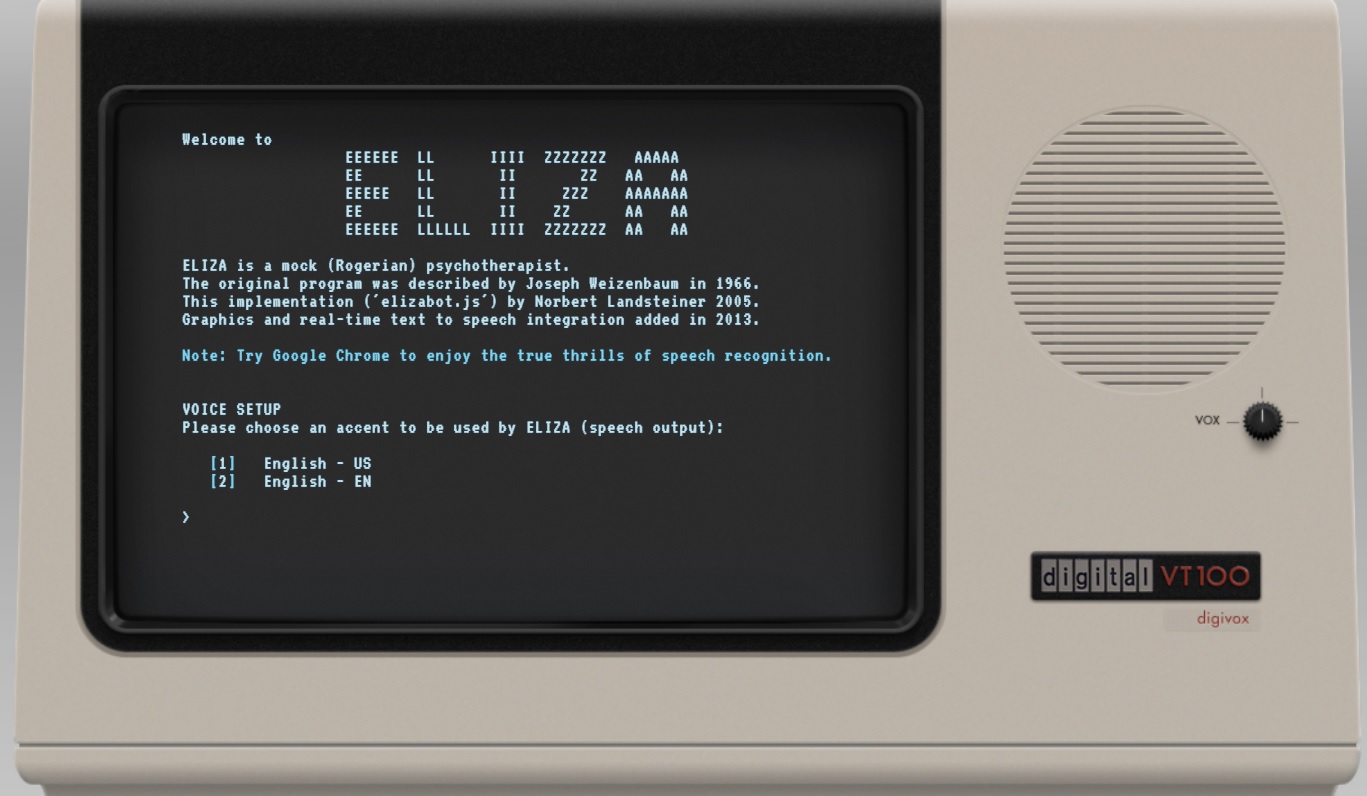 Welcome to
EEEEEE  LL      IIII  ZZZZZZZ   AAAAA
EE      LL       II       ZZ   AA   AA
EEEEE   LL       II     ZZZ    AAAAAAA
EE      LL       II    ZZ      AA   AA
EEEEEE  LLLLLL  IIII  ZZZZZZZ  AA   AA
ELIZA is a mock (Rogerian) psychotherapist.
The original program was described by Joseph Weizenbaum in 1966.
This implementation (´elizabot.js´) by Norbert Landsteiner 2005.
Graphics and real-time text to speech integration added in 2013.
Note: Try Google Chrome to enjoy the true thrills of speech recognition.
VOICE SETUP
Please choose an accent to be used by ELIZA (speech output):
[1]   English - US
[2]   English - EN
>
VOX
digital VT100
digivox